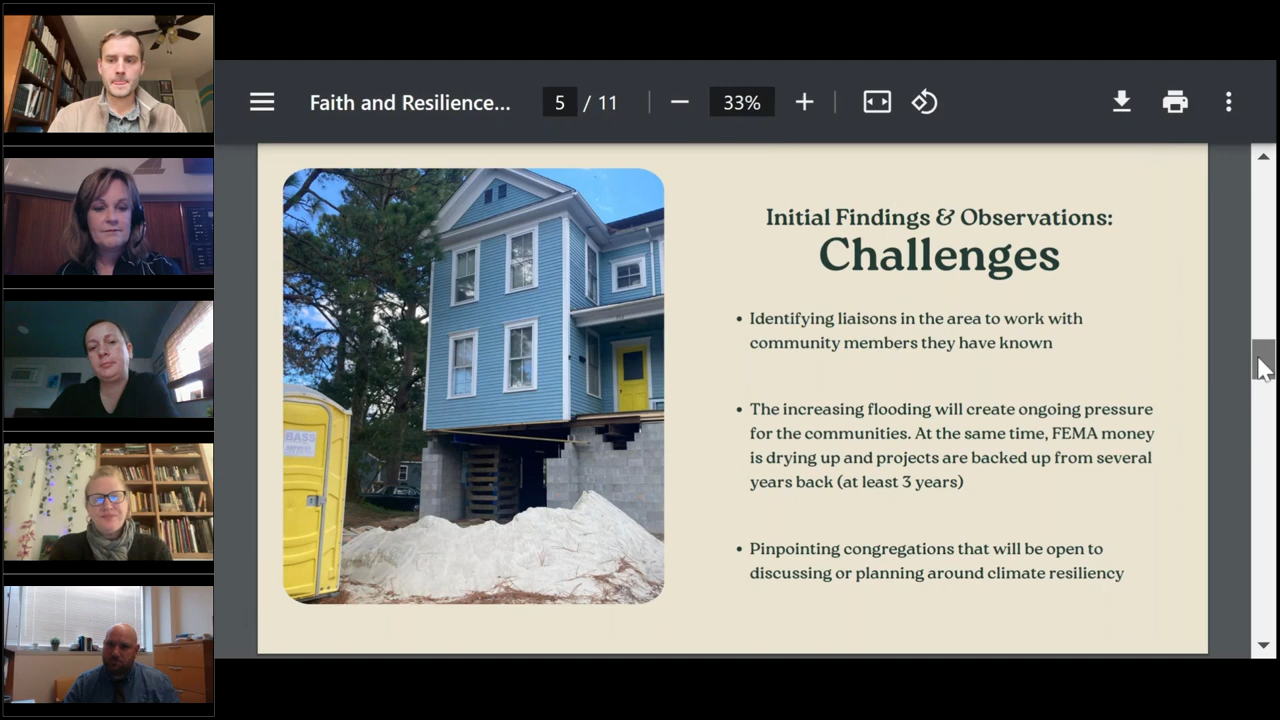 Faith and Resilience...
5 / 11
33%
Initial Findings & Observations:
Challenges
• Identifying liaisons in the area to work with
community members they have known
• The increasing flooding will create ongoing pressure
for the communities. At the same time, FEMA money
is drying up and projects are backed up from several
years back (at least 3 years)
• Pinpointing congregations that will be open to
discussing or planning around climate resiliency
BASS